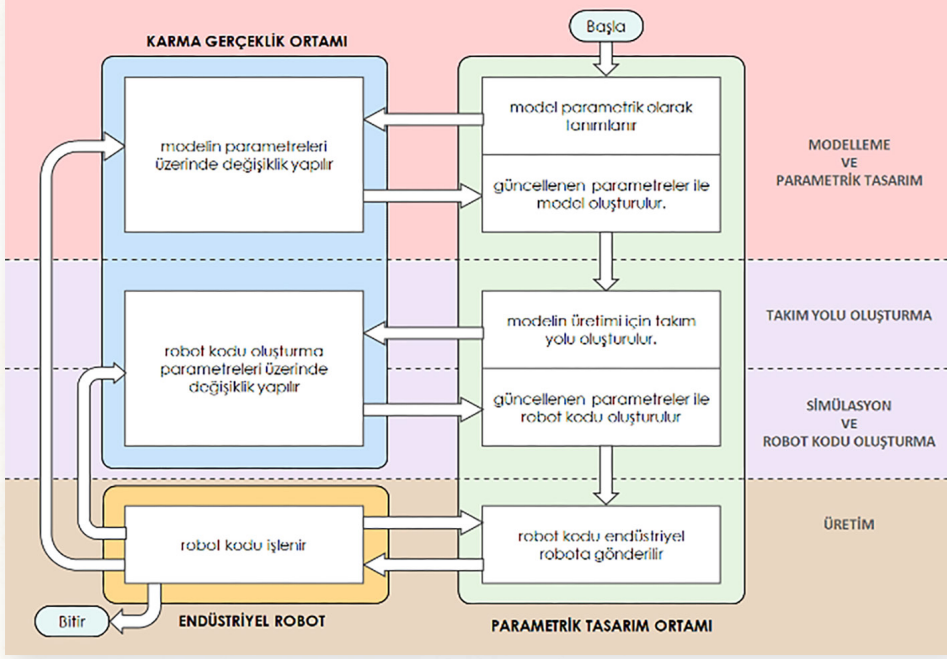 Başla
KARMA GERÇEKLİK ORTAMI
model parametrik olarak
tanımlanır
modelin parametreleri
üzerinde değişiklik yapılır
güncellenen parametreler ile
model oluşturulur.
MODELLEME
VE
PARAMETRİK TASARIM
modelin üretimi için takım
yolu oluşturulur.
TAKIM YOLU OLUŞTURMA
robot kodu oluşturma
parametreleri üzerinde
değişiklik yapılır
güncellenen parametreler ile
robot kodu oluşturulur
SİMÜLASYON
VE
ROBOT KODU OLUŞTURMA
robot kodu işlenir
robot kodu endüstriyel
robota gönderilir
ÜRETİM
Bitir
ENDÜSTRİYEL ROBOT
PARAMETRİK TASARIM ORTAMI